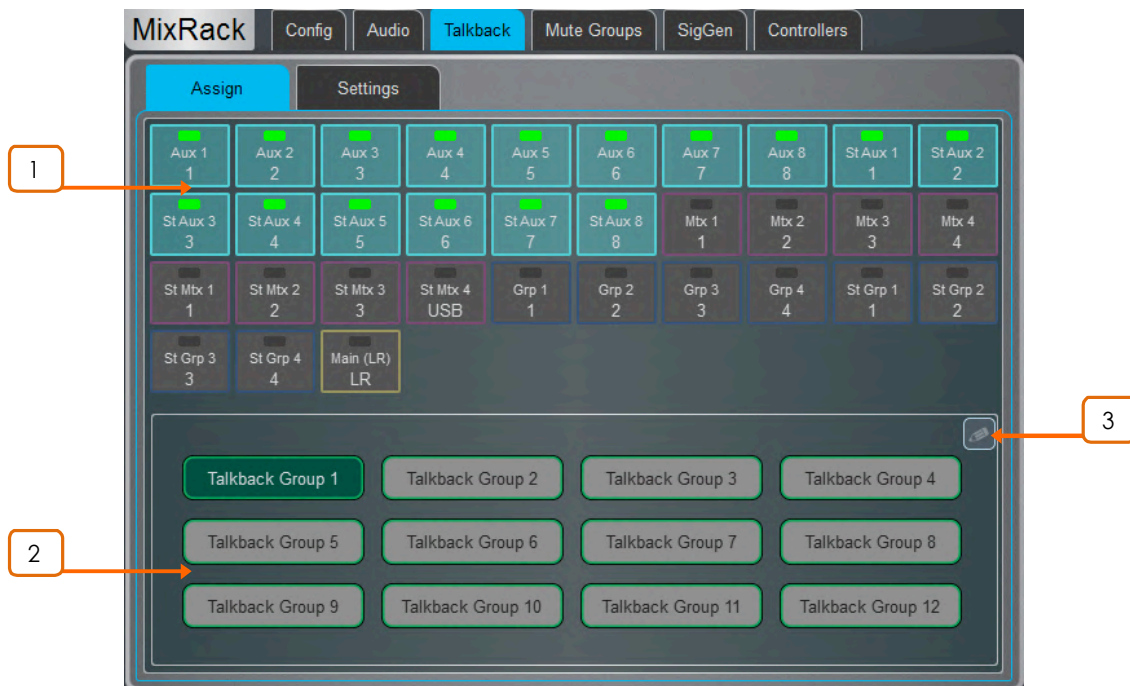 MixRack Config Audio Talkback Mute Groups SigGen Controllers
Assign Settings
Aux 1 Aux 2 Aux 3 Aux 4 Aux 5 Aux 6 Aux 7 Aux 8 St Aux 1 St Aux 2
1 2 3 4 5 6 7 8 1 2
1
St Aux 3 St Aux 4 St Aux 5 St Aux 6 St Aux 7 St Aux 8 Mtx 1 Mtx 2 Mtx 3 Mtx 4
3 4 5 6 7 8 1 2 3 4
St Mtx 1 St Mtx 2 St Mtx 3 St Mtx 4 Grp 1 Grp 2 Grp 3 Grp 4 St Grp 1 St Grp 2
1 2 3 USB 1 2 3 4 1 2
St Grp 3 St Grp 4 Main (LR)
3 4 LR
3
Talkback Group 1 Talkback Group 2 Talkback Group 3 Talkback Group 4
Talkback Group 5 Talkback Group 6 Talkback Group 7 Talkback Group 8
2
Talkback Group 9 Talkback Group 10 Talkback Group 11 Talkback Group 12